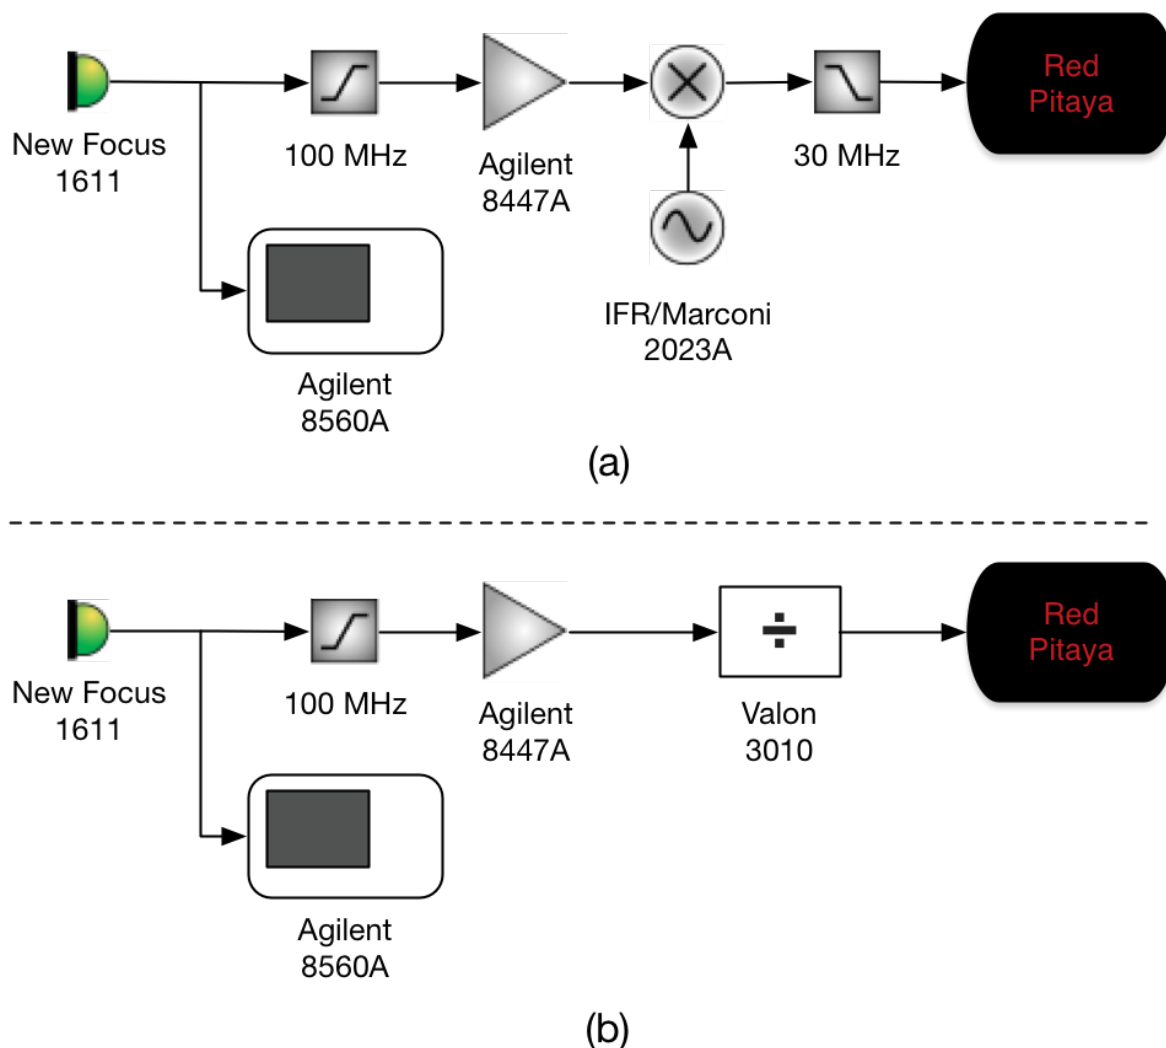 New Focus
1611
100 MHz
Agilent
8447A
30 MHz
Red
Pitaya
IFR/Marconi
2023A
Agilent
8560A
(a)
New Focus
1611
100 MHz
Agilent
8447A
÷
Valon
3010
Red
Pitaya
Agilent
8560A
(b)